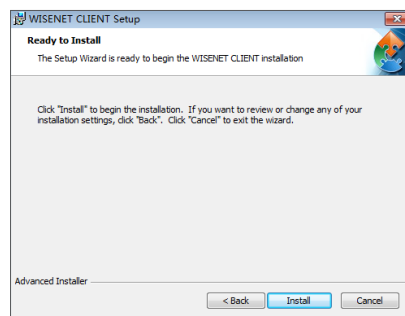 WISENET CLIENT Setup
Ready to Install
The Setup Wizard is ready to begin the WISENET CLIENT installation
Click "Install" to begin the installation. If you want to review or change any of your
installation settings, click "Back". Click "Cancel" to exit the wizard.
Advanced Installer
< Back Install Cancel